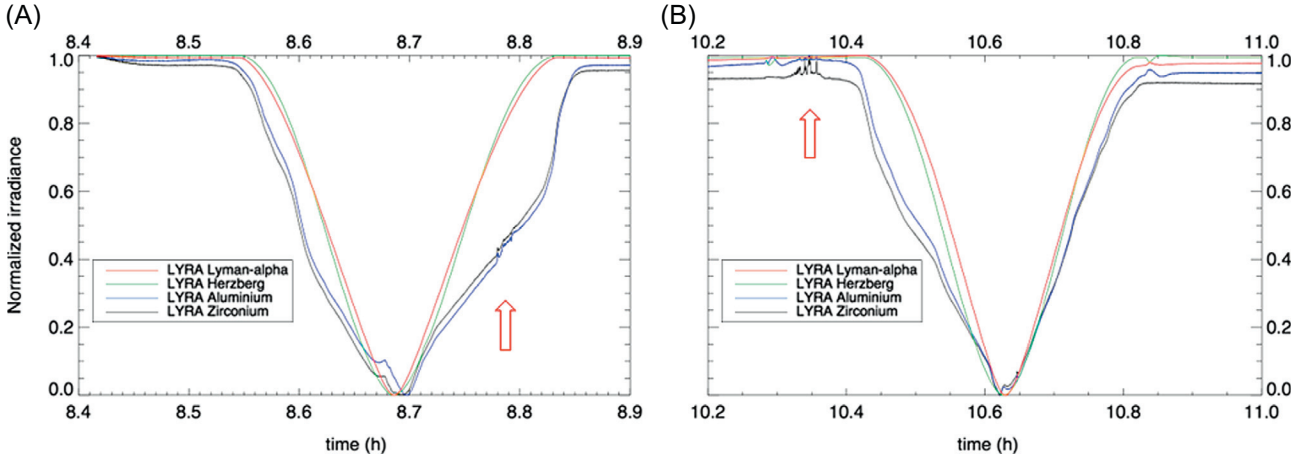 (A)
8.4 8.5 8.6 8.7 8.8 8.9
1.0
0.8
0.6
0.4
0.2
0.0
Normalized irradiance
LYRA Lyman-alpha
LYRA Herzberg
LYRA Aluminium
LYRA Zirconium
8.4 8.5 8.6 8.7 8.8 8.9
time (h)
(B)
10.2 10.4 10.6 10.8 11.0
1.0
0.8
0.6
0.4
0.2
0.0
LYRA Lyman-alpha
LYRA Herzberg
LYRA Aluminium
LYRA Zirconium
10.2 10.4 10.6 10.8 11.0
time (h)